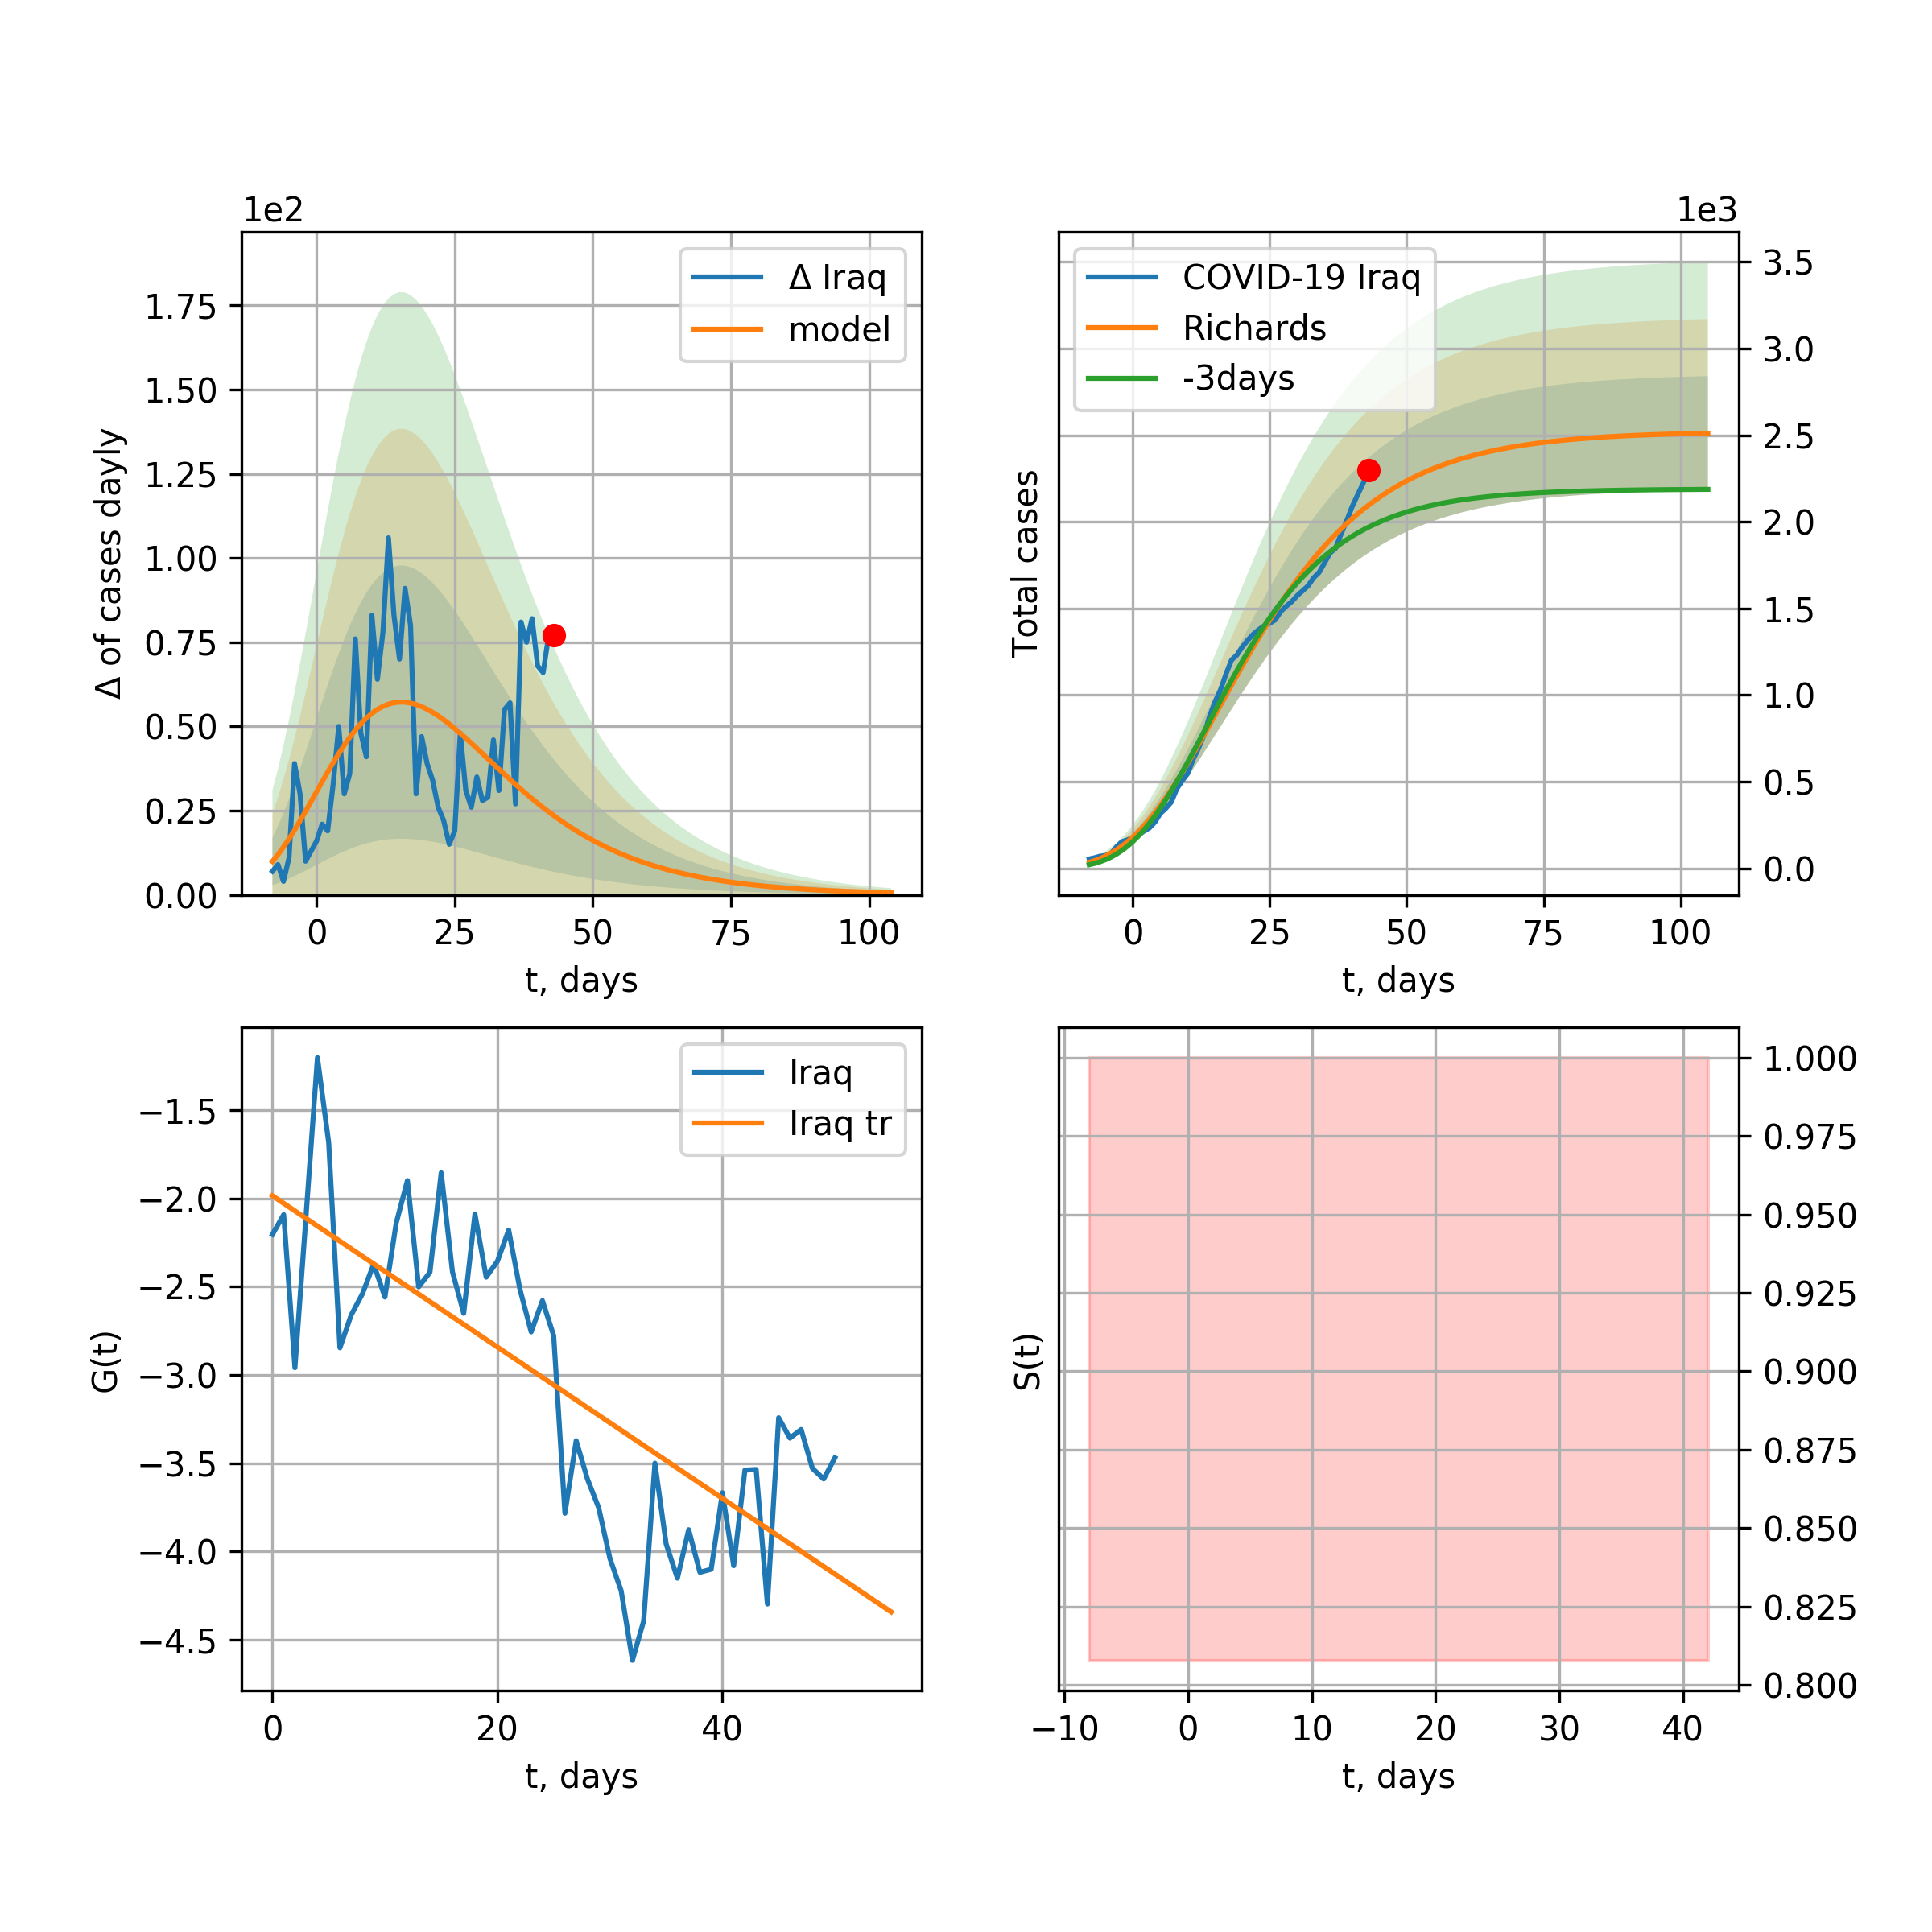 1e2
Δ of cases dayly
1.75
1.50
1.25
1.00
0.75
0.50
0.25
0.00
Δ Iraq
model
0 25 50 75 100
t, days
1e3
Total cases
COVID-19 Iraq
Richards
-3days
3.5
3.0
2.5
2.0
1.5
1.0
0.5
0.0
0 25 50 75 100
t, days
G(t)
−1.5
−2.0
−2.5
−3.0
−3.5
−4.0
−4.5
Iraq
Iraq tr
0 20 40
t, days
S(t)
1.000
0.975
0.950
0.925
0.900
0.875
0.850
0.825
0.800
−10 0 10 20 30 40
t, days